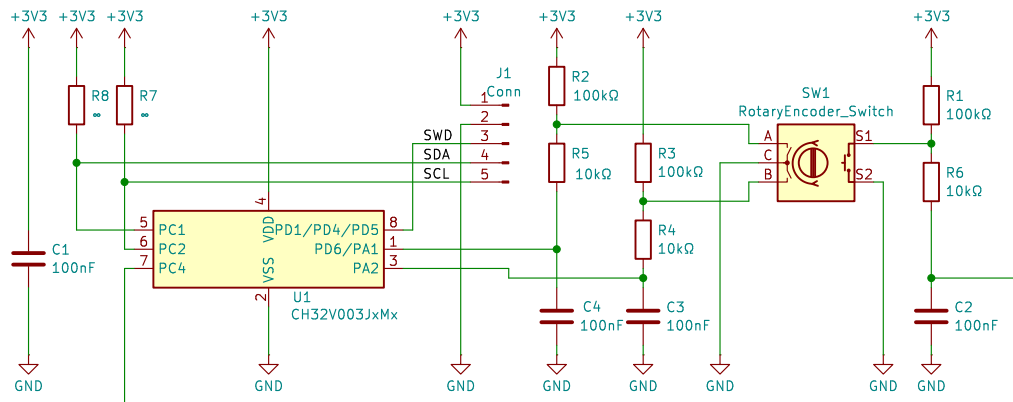 +3V3 +3V3 +3V3 +3V3 +3V3 +3V3 +3V3 +3V3
J1
Conn
R8
∞
R7
∞
R2
100kΩ
SW1
RotaryEncoder_Switch
R1
100kΩ
1
2
3
4
5
SWD
SDA
SCL
R5
10kΩ
R3
100kΩ
A
C
B
S1
S2
R6
10kΩ
4
5 PC1
6 PC2
7 PC4
VDD
VSS
PD1/PD4/PD5 8
PD6/PA1 1
PA2 3
2
U1
CH32V003JxMx
R4
10kΩ
C1
100nF
C4
100nF
C3
100nF
C2
100nF
GND GND GND GND GND GND GND GND